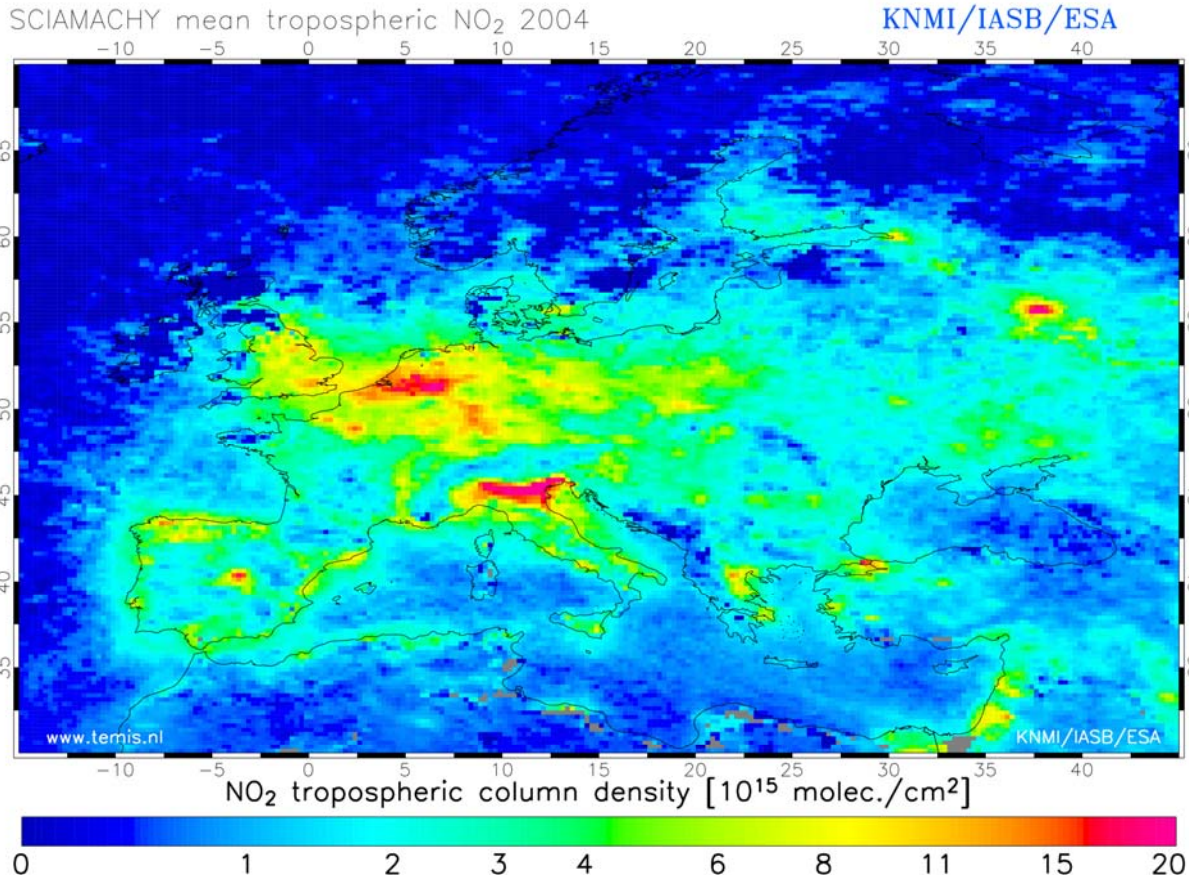 SCIAMACHY mean tropospheric NO₂ 2004
KNMI/IASB/ESA
-10 -5 0 5 10 15 20 25 30 35 40
65
60
55
50
45
40
35
www.temis.nl
KNMI/IASB/ESA
-10 -5 0 5 10 15 20 25 30 35 40
NO₂ tropospheric column density [10¹⁵ molec./cm²]
0 1 2 3 4 6 8 11 15 20